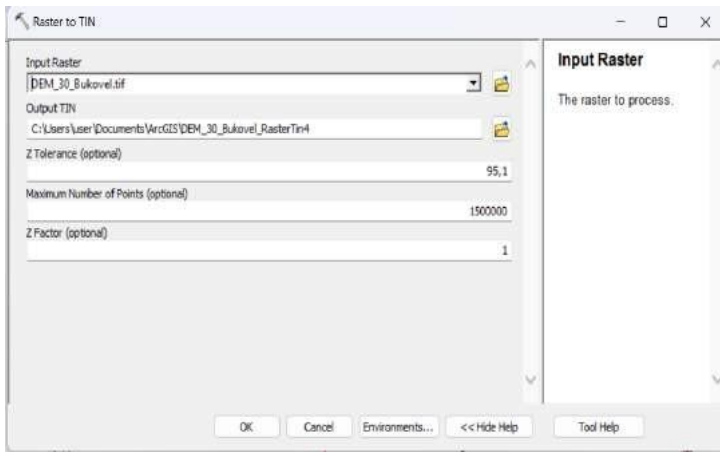 Raster to TIN
Input Raster
DEM_30_Bukovel.tif
Output TIN
C:\Users\user\Documents\ArcGIS\DEM_30_Bukovel_RasterTin4
Z Tolerance (optional)
95,1
Maximum Number of Points (optional)
1500000
Z Factor (optional)
1
Input Raster
The raster to process.
OK
Cancel
Environments...
<< Hide Help
Tool Help